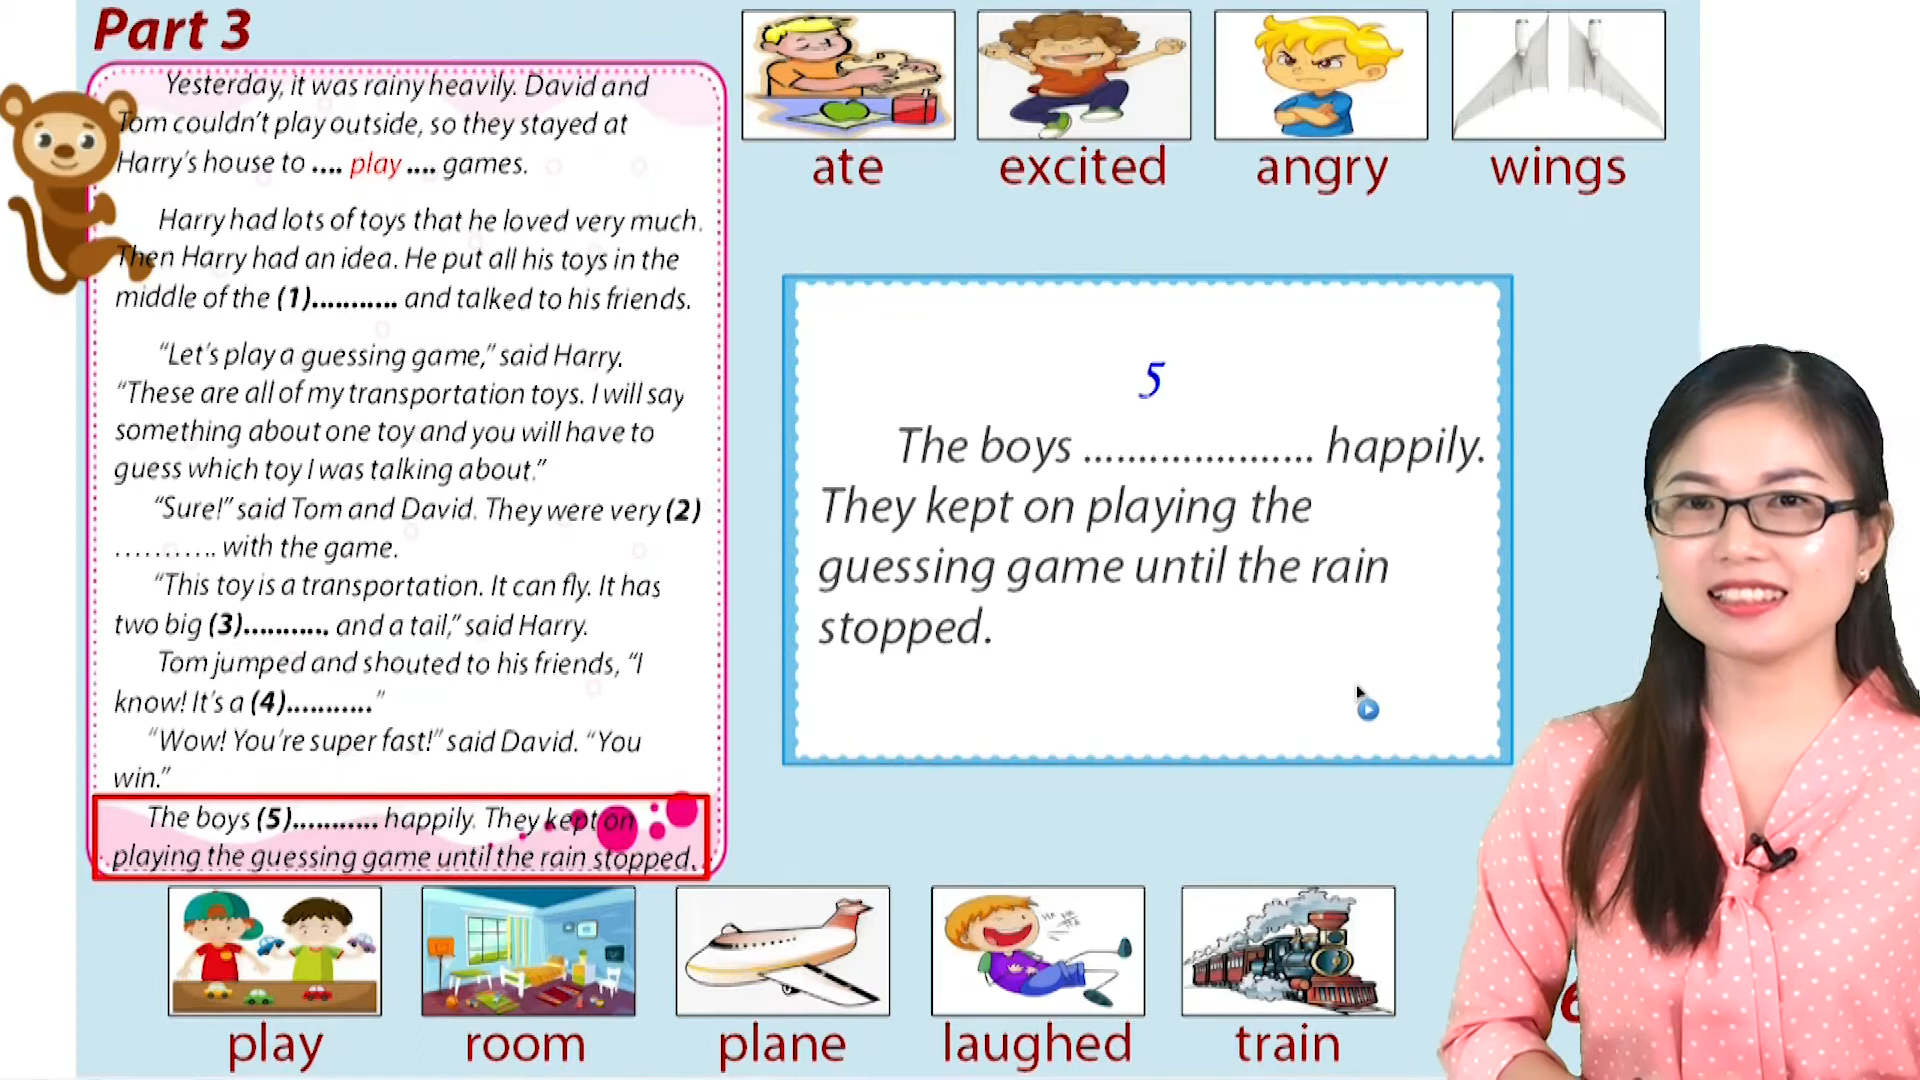 Part 3
Yesterday, it was rainy heavily. David and
Tom couldn't play outside, so they stayed at
Harry's house to .... play .... games.
Harry had lots of toys that he loved very much.
Then Harry had an idea. He put all his toys in the
middle of the (1)........... and talked to his friends.
"Let's play a guessing game," said Harry.
"These are all of my transportation toys. I will say
something about one toy and you will have to
guess which toy I was talking about."
"Sure!" said Tom and David. They were very (2)
........... with the game.
"This toy is a transportation. It can fly. It has
two big (3)........... and a tail," said Harry.
Tom jumped and shouted to his friends, "I
know! It's a (4)..........."
"Wow! You're super fast!" said David. "You
win."
The boys (5)........... happily. They kept on
playing the guessing game until the rain stopped.
ate
excited
angry
wings
5
The boys ...................... happily.
They kept on playing the
guessing game until the rain
stopped.
play
room
plane
laughed
train